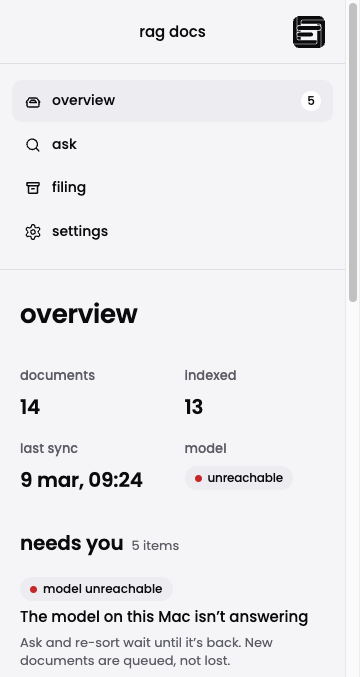 rag docs
overview 5
ask
filing
settings
overview
documents indexed
14 13
last sync model
9 mar, 09:24 unreachable
needs you 5 items
model unreachable
The model on this Mac isn’t answering
Ask and re-sort wait until it’s back. New
documents are queued, not lost.